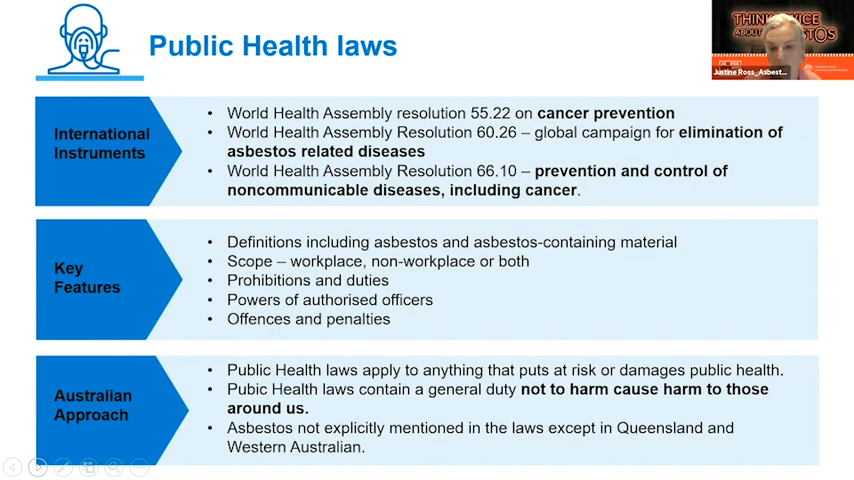 Public Health laws
THINK TWICE
ABOUT ASBESTOS
Justine Ross_Asbest...
International
Instruments
• World Health Assembly resolution 55.22 on cancer prevention
• World Health Assembly Resolution 60.26 – global campaign for elimination of
asbestos related diseases
• World Health Assembly Resolution 66.10 – prevention and control of
noncommunicable diseases, including cancer.
Key
Features
• Definitions including asbestos and asbestos-containing material
• Scope – workplace, non-workplace or both
• Prohibitions and duties
• Powers of authorised officers
• Offences and penalties
Australian
Approach
• Public Health laws apply to anything that puts at risk or damages public health.
• Pubic Health laws contain a general duty not to harm cause harm to those
around us.
• Asbestos not explicitly mentioned in the laws except in Queensland and
Western Australian.